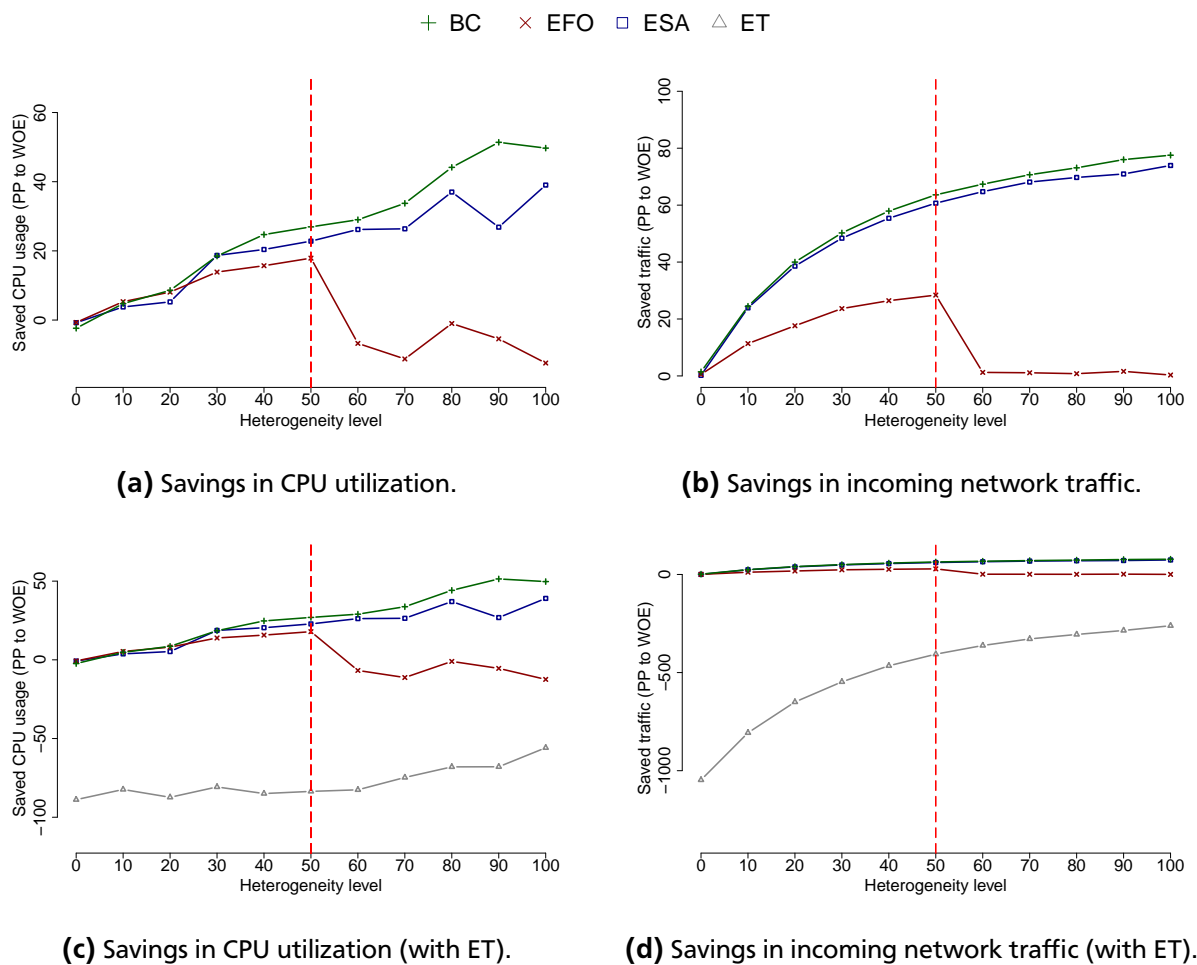 BC EFO ESA ET
Saved CPU usage (PP to WOE)
60
40
20
0
0 10 20 30 40 50 60 70 80 90 100
Heterogeneity level
(a) Savings in CPU utilization.
Saved traffic (PP to WOE)
100
80
60
40
20
0
0 10 20 30 40 50 60 70 80 90 100
Heterogeneity level
(b) Savings in incoming network traffic.
Saved CPU usage (PP to WOE)
50
0
−50
−100
0 10 20 30 40 50 60 70 80 90 100
Heterogeneity level
(c) Savings in CPU utilization (with ET).
Saved traffic (PP to WOE)
0
−500
−1000
0 10 20 30 40 50 60 70 80 90 100
Heterogeneity level
(d) Savings in incoming network traffic (with ET).